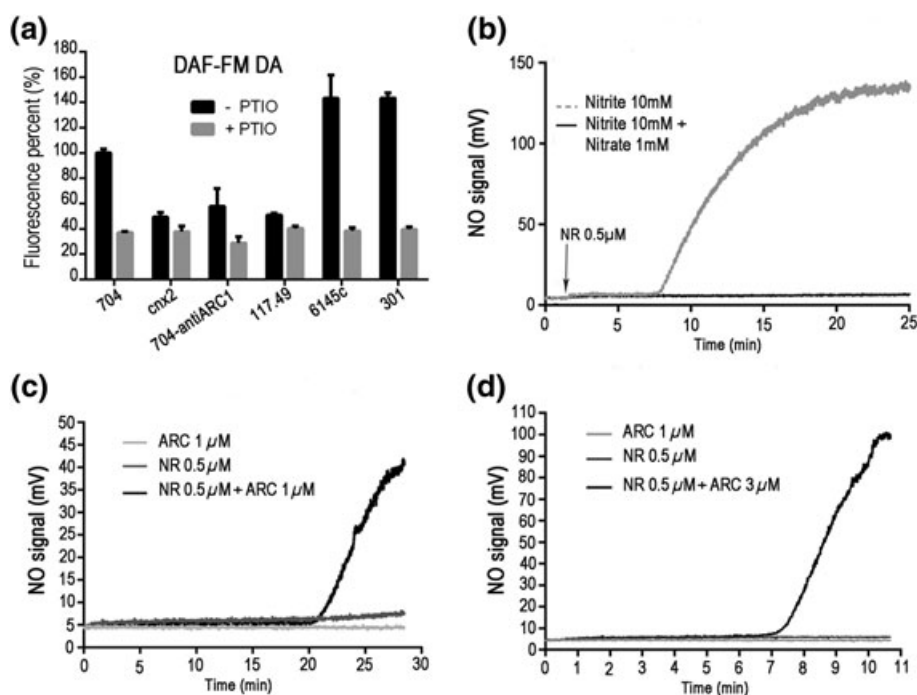 (a)
DAF-FM DA
- PTIO
+ PTIO
Fluorescence percent (%)
180
160
140
120
100
80
60
40
20
0
704
cnx2
704-antiARC1
117.49
6145c
301
(b)
Nitrite 10mM
Nitrite 10mM +
Nitrate 1mM
NR 0.5µM
NO signal (mV)
150
100
50
0
0 5 10 15 20 25
Time (min)
(c)
ARC 1 µM
NR 0.5 µM
NR 0.5 µM + ARC 1 µM
NO signal (mV)
50
45
40
35
30
25
20
15
10
5
0
0 5 10 15 20 25 30
Time (min)
(d)
ARC 1 µM
NR 0.5 µM
NR 0.5 µM + ARC 3 µM
NO signal (mV)
110
100
90
80
70
60
50
40
30
20
10
0
0 1 2 3 4 5 6 7 8 9 10 11
Time (min)